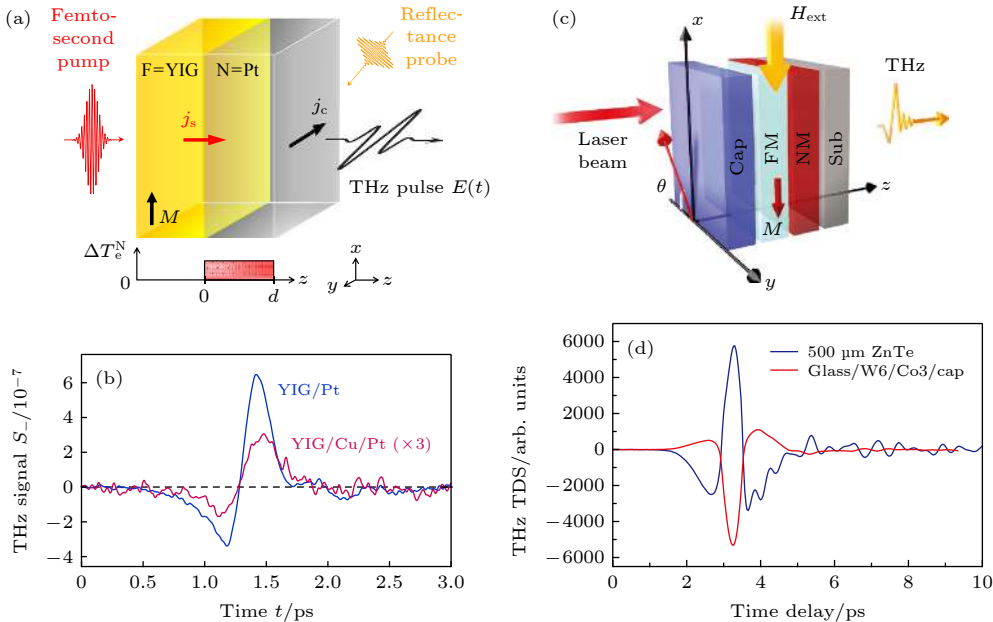 (a)
Femto-
second
pump
F=YIG
N=Pt
Reflec-
tance
probe
j_s
j_c
M
THz pulse E(t)
ΔT_e^N
0
0
d
z
x
y
z
(b)
YIG/Pt
YIG/Cu/Pt (×3)
THz signal S_−/10^−7
6
4
2
0
−2
−4
0
0.5
1.0
1.5
2.0
2.5
3.0
Time t/ps
(c)
x
H_ext
THz
Laser
beam
Cap
FM
NM
Sub
θ
M
z
y
(d)
500 μm ZnTe
Glass/W6/Co3/cap
THz TDS/arb. units
6000
4000
2000
0
−2000
−4000
−6000
0
2
4
6
8
10
Time delay/ps